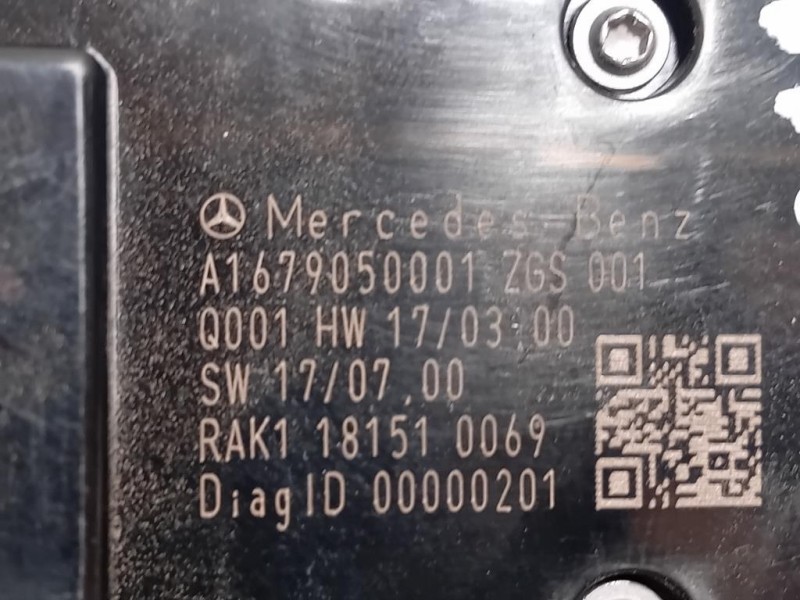 Mercedes-Benz
A1679050001 ZGS 001
Q001 HW 17/03.00
SW 17/07.00
RAK1 18151 0069
DiagID 00000201